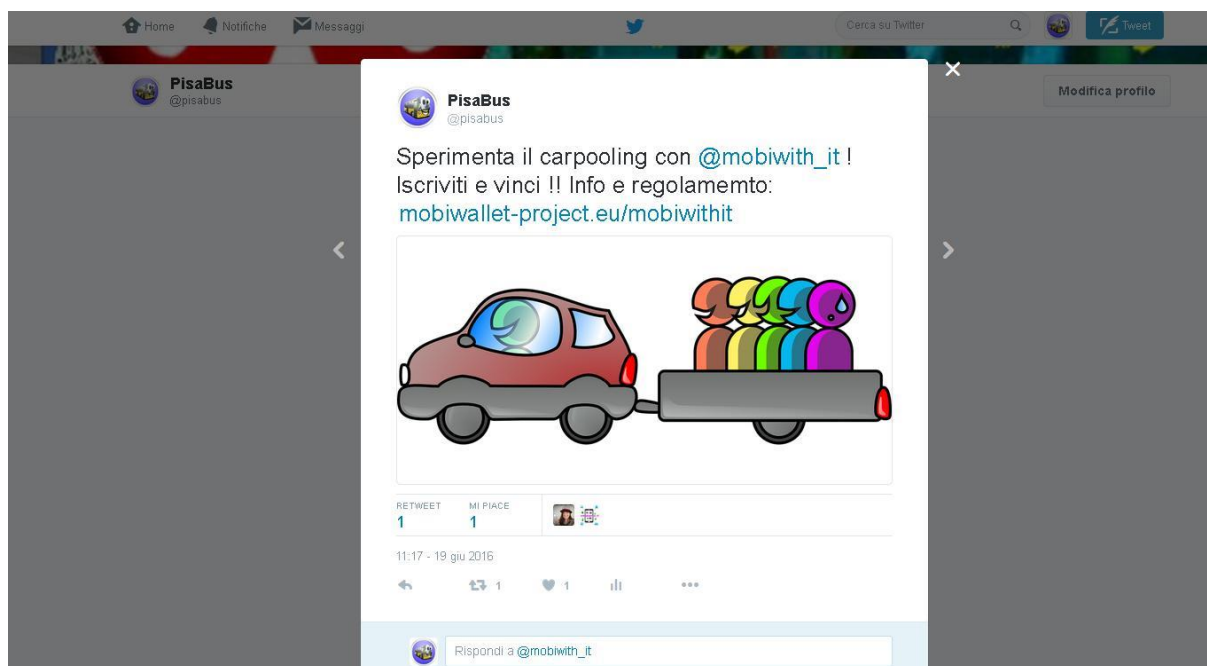 Home Notifiche Messaggi Cerca su Twitter Tweet
PisaBus
@pisabus
Modifica profilo
PisaBus
@pisabus
Sperimenta il carpooling con @mobiwith_it !
Iscriviti e vinci !! Info e regolamemto:
mobiwallet-project.eu/mobiwithit
RETWEET MI PIACE
1 1
11:17 - 19 giu 2016
1 1
Rispondi a @mobiwith_it